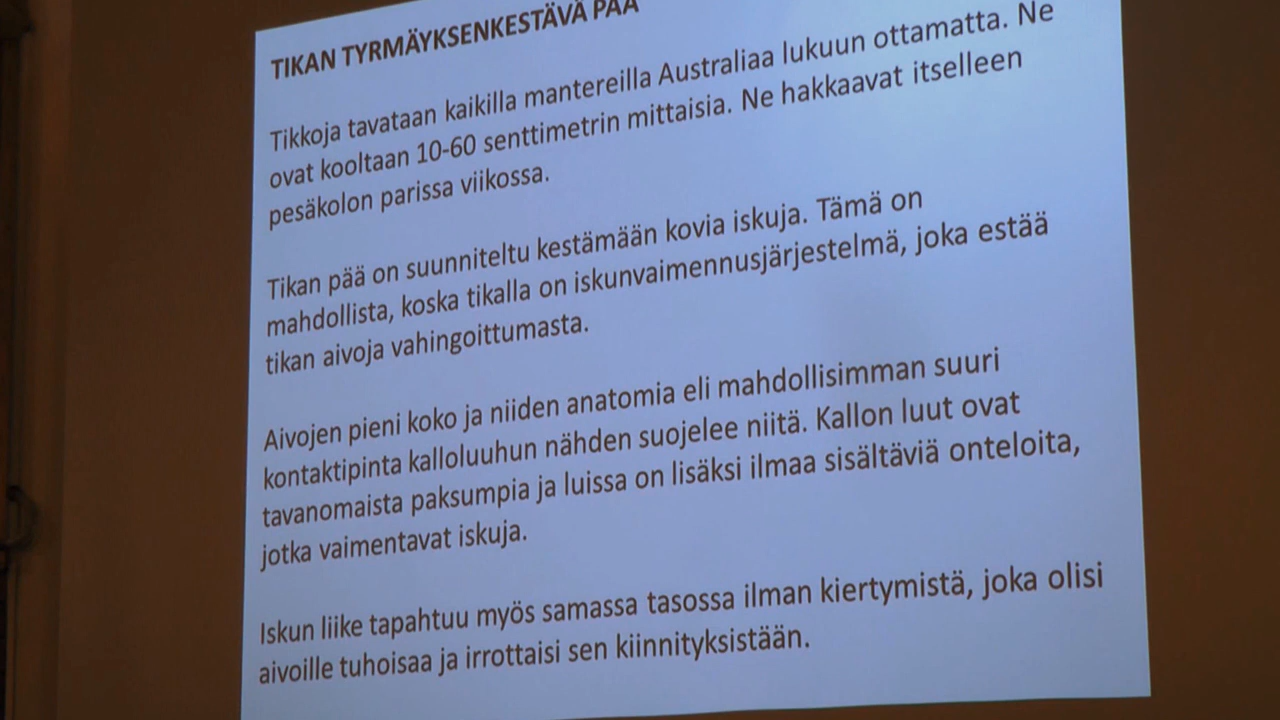 TIKAN TYRMÄYKSENKESTÄVÄ PÄÄ
Tikkoja tavataan kaikilla mantereilla Australiaa lukuun ottamatta. Ne
ovat kooltaan 10-60 senttimetrin mittaisia. Ne hakkaavat itselleen
pesäkolon parissa viikossa.
Tikan pää on suunniteltu kestämään kovia iskuja. Tämä on
mahdollista, koska tikalla on iskunvaimennusjärjestelmä, joka estää
tikan aivoja vahingoittumasta.
Aivojen pieni koko ja niiden anatomia eli mahdollisimman suuri
kontaktipinta kalloluuhun nähden suojelee niitä. Kallon luut ovat
tavanomaista paksumpia ja luissa on lisäksi ilmaa sisältäviä onteloita,
jotka vaimentavat iskuja.
Iskun liike tapahtuu myös samassa tasossa ilman kiertymistä, joka olisi
aivoille tuhoisaa ja irrottaisi sen kiinnityksistään.